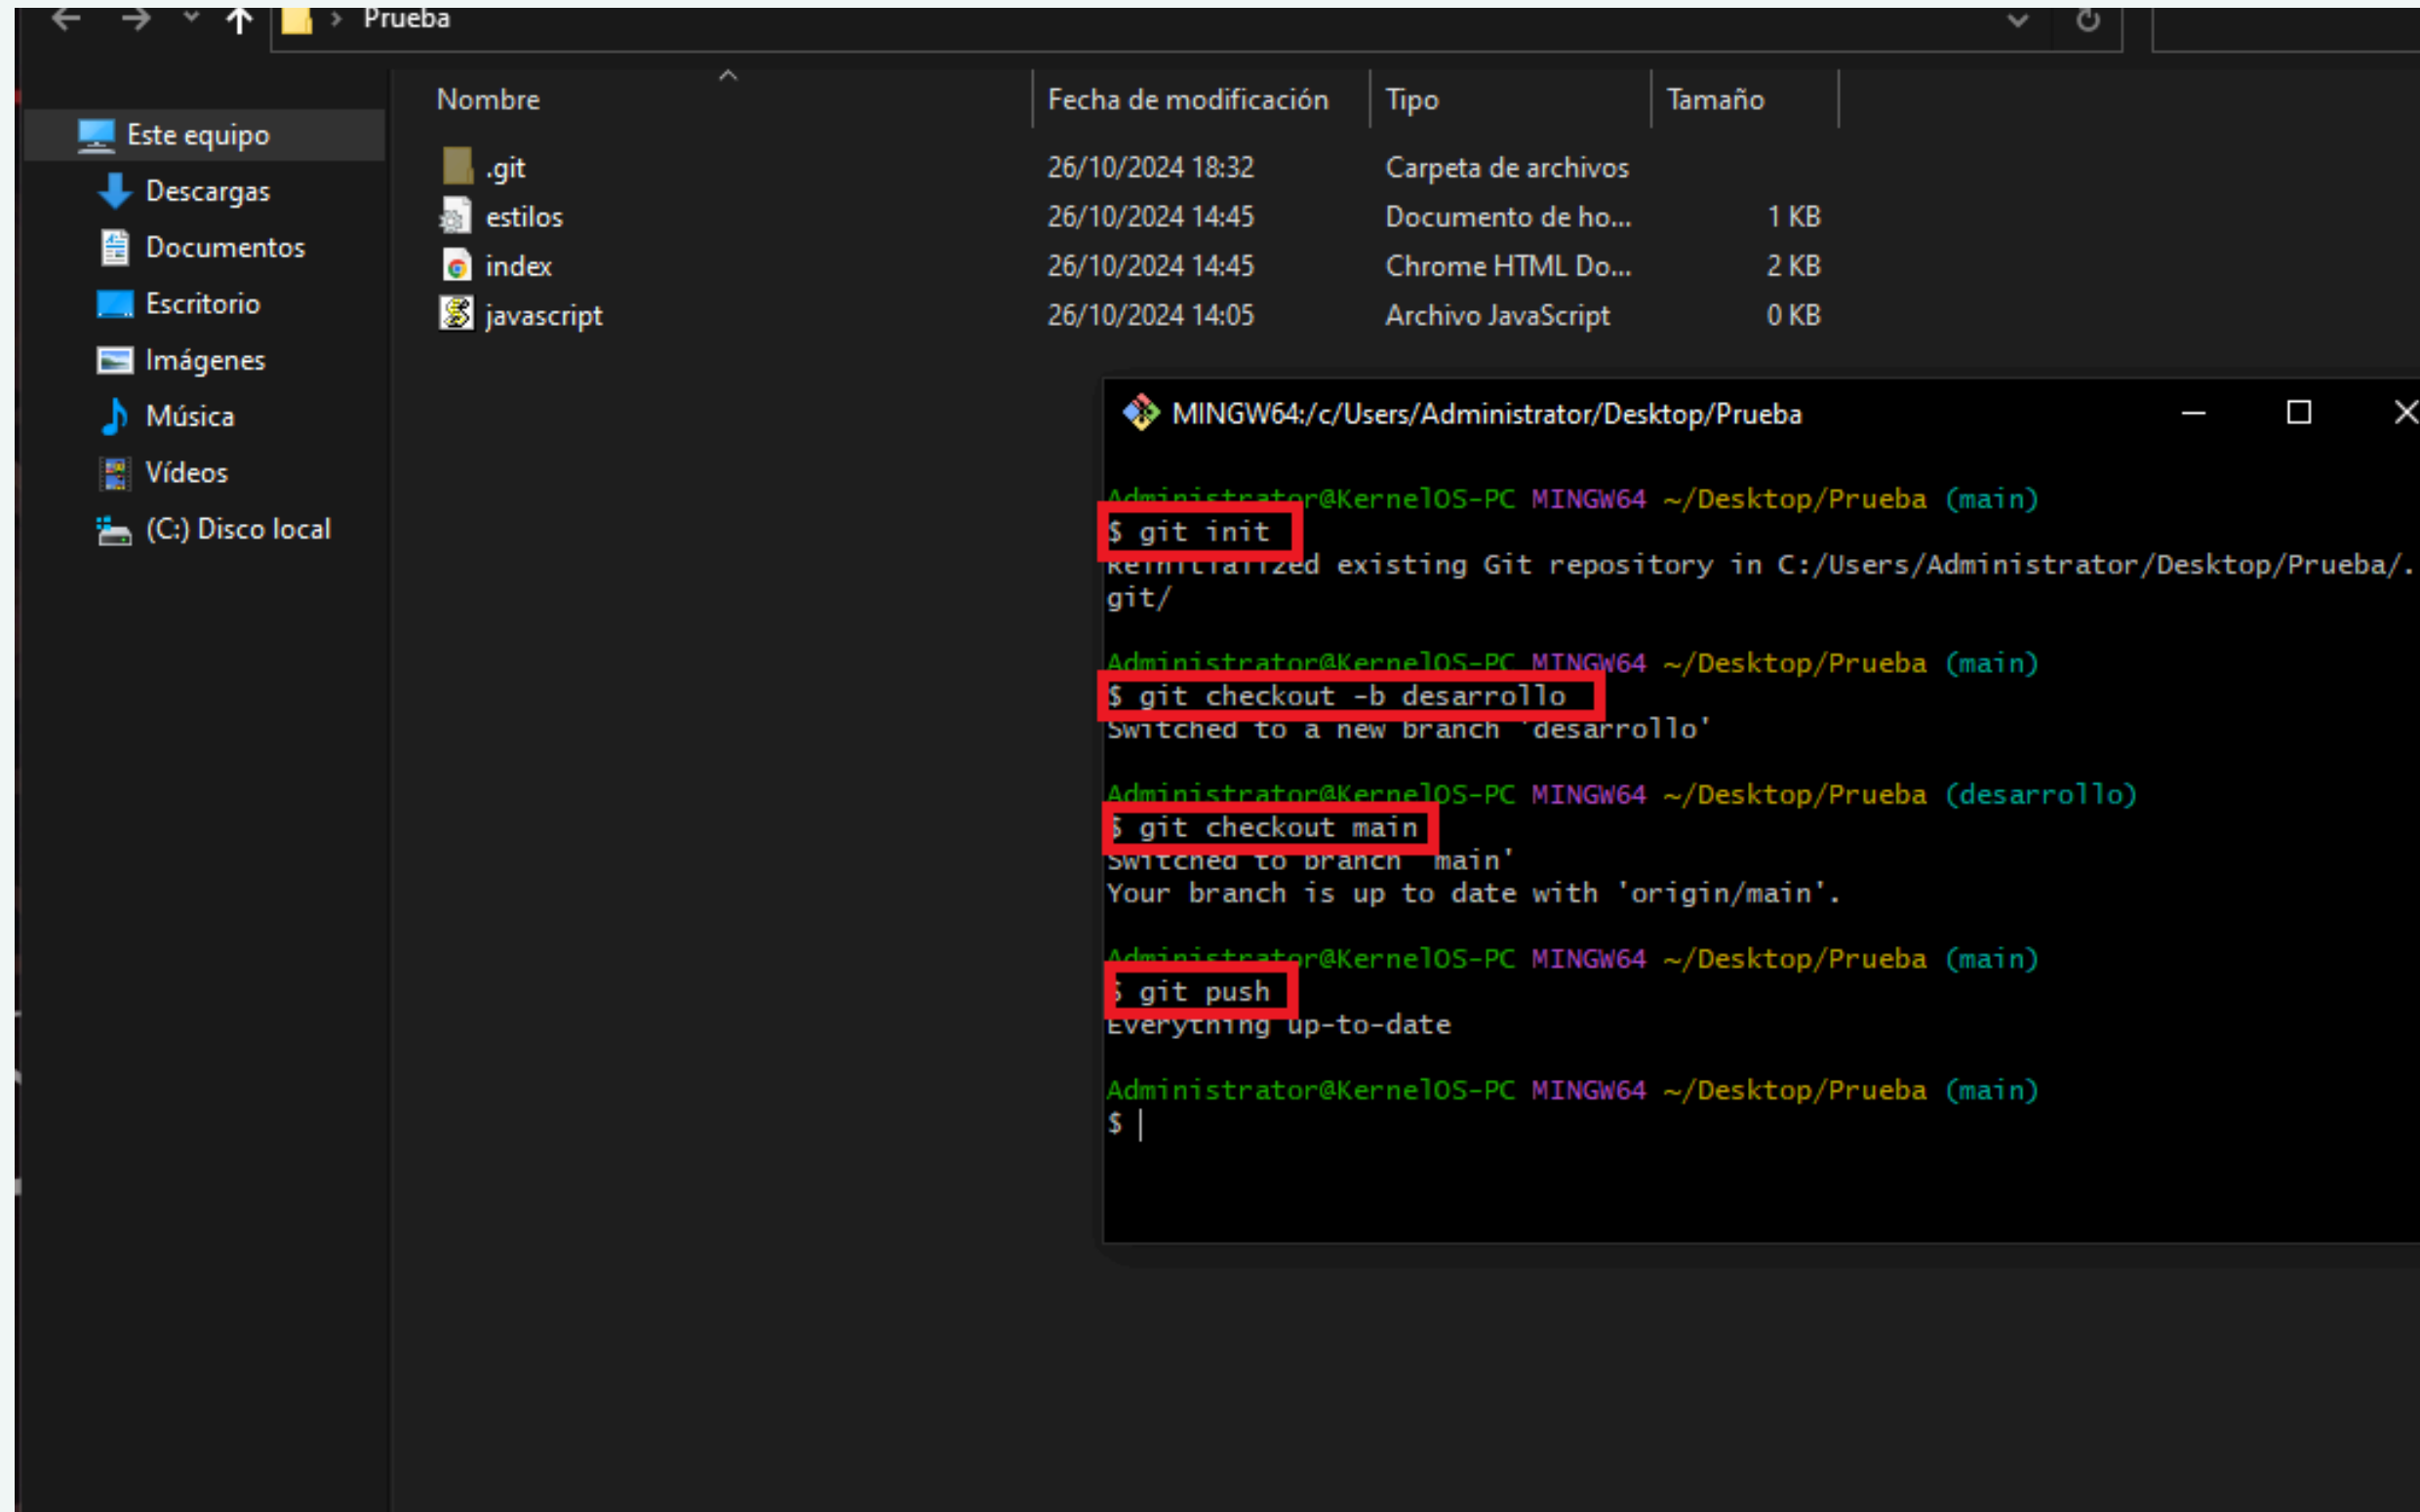 Prueba
Nombre Fecha de modificación Tipo Tamaño
Este equipo
Descargas
Documentos
Escritorio
Imágenes
Música
Vídeos
(C:) Disco local
.git 26/10/2024 18:32 Carpeta de archivos
estilos 26/10/2024 14:45 Documento de ho... 1 KB
index 26/10/2024 14:45 Chrome HTML Do... 2 KB
javascript 26/10/2024 14:05 Archivo JavaScript 0 KB
MINGW64:/c/Users/Administrator/Desktop/Prueba
Administrator@KernelOS-PC MINGW64 ~/Desktop/Prueba (main)
$ git init
Reinitialized existing Git repository in C:/Users/Administrator/Desktop/Prueba/.
git/
Administrator@KernelOS-PC MINGW64 ~/Desktop/Prueba (main)
$ git checkout -b desarrollo
Switched to a new branch 'desarrollo'
Administrator@KernelOS-PC MINGW64 ~/Desktop/Prueba (desarrollo)
$ git checkout main
Switched to branch 'main'
Your branch is up to date with 'origin/main'.
Administrator@KernelOS-PC MINGW64 ~/Desktop/Prueba (main)
$ git push
Everything up-to-date
Administrator@KernelOS-PC MINGW64 ~/Desktop/Prueba (main)
$